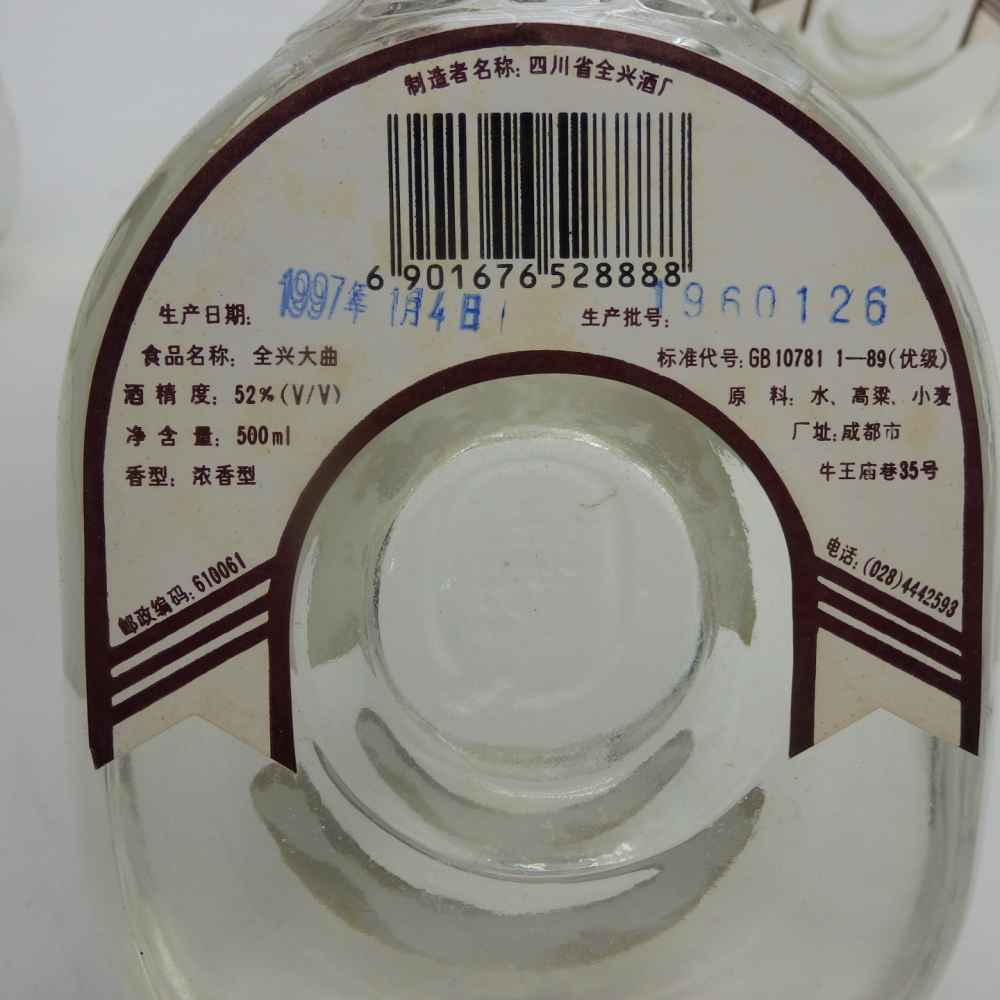 制造者名称:四川省全兴酒厂
6 901676 528888
生产日期: 1997年 1月4日
生产批号: 1960126
食品名称: 全兴大曲
标准代号:GB10781 1—89(优级)
酒精度: 52%(V/V)
原料: 水、高粱、小麦
净含量: 500ml
厂址:成都市
香型: 浓香型
牛王庙巷35号
邮政编码:610061
电话:(028)4442593